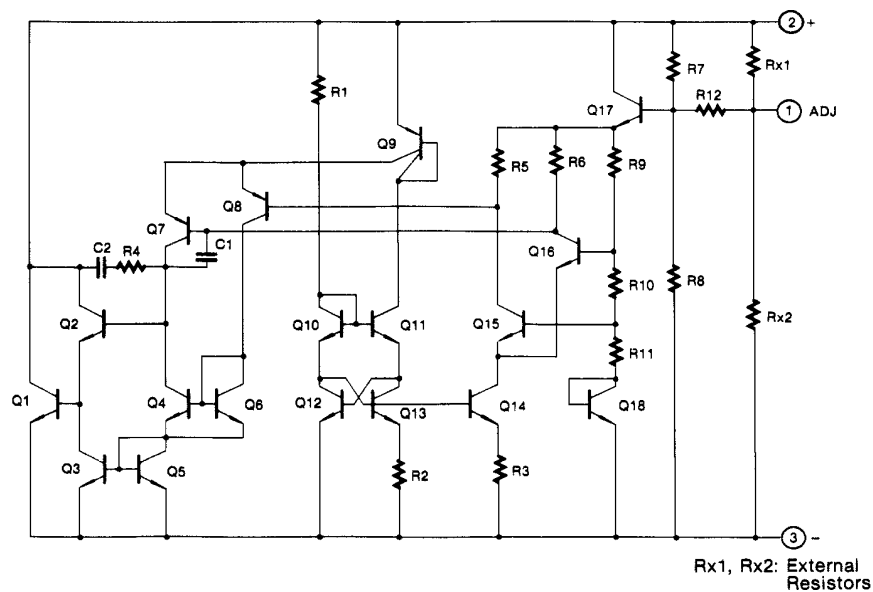 2 +
R7
Rx1
R1
R12
Q17
1 ADJ
Q9
R5
R6
R9
Q8
Q7
C1
C2
R4
Q16
R10
R8
Q2
Q10
Q11
Q15
Rx2
R11
Q1
Q4
Q6
Q12
Q13
Q14
Q18
Q3
Q5
R2
R3
3 −
Rx1, Rx2: External
Resistors